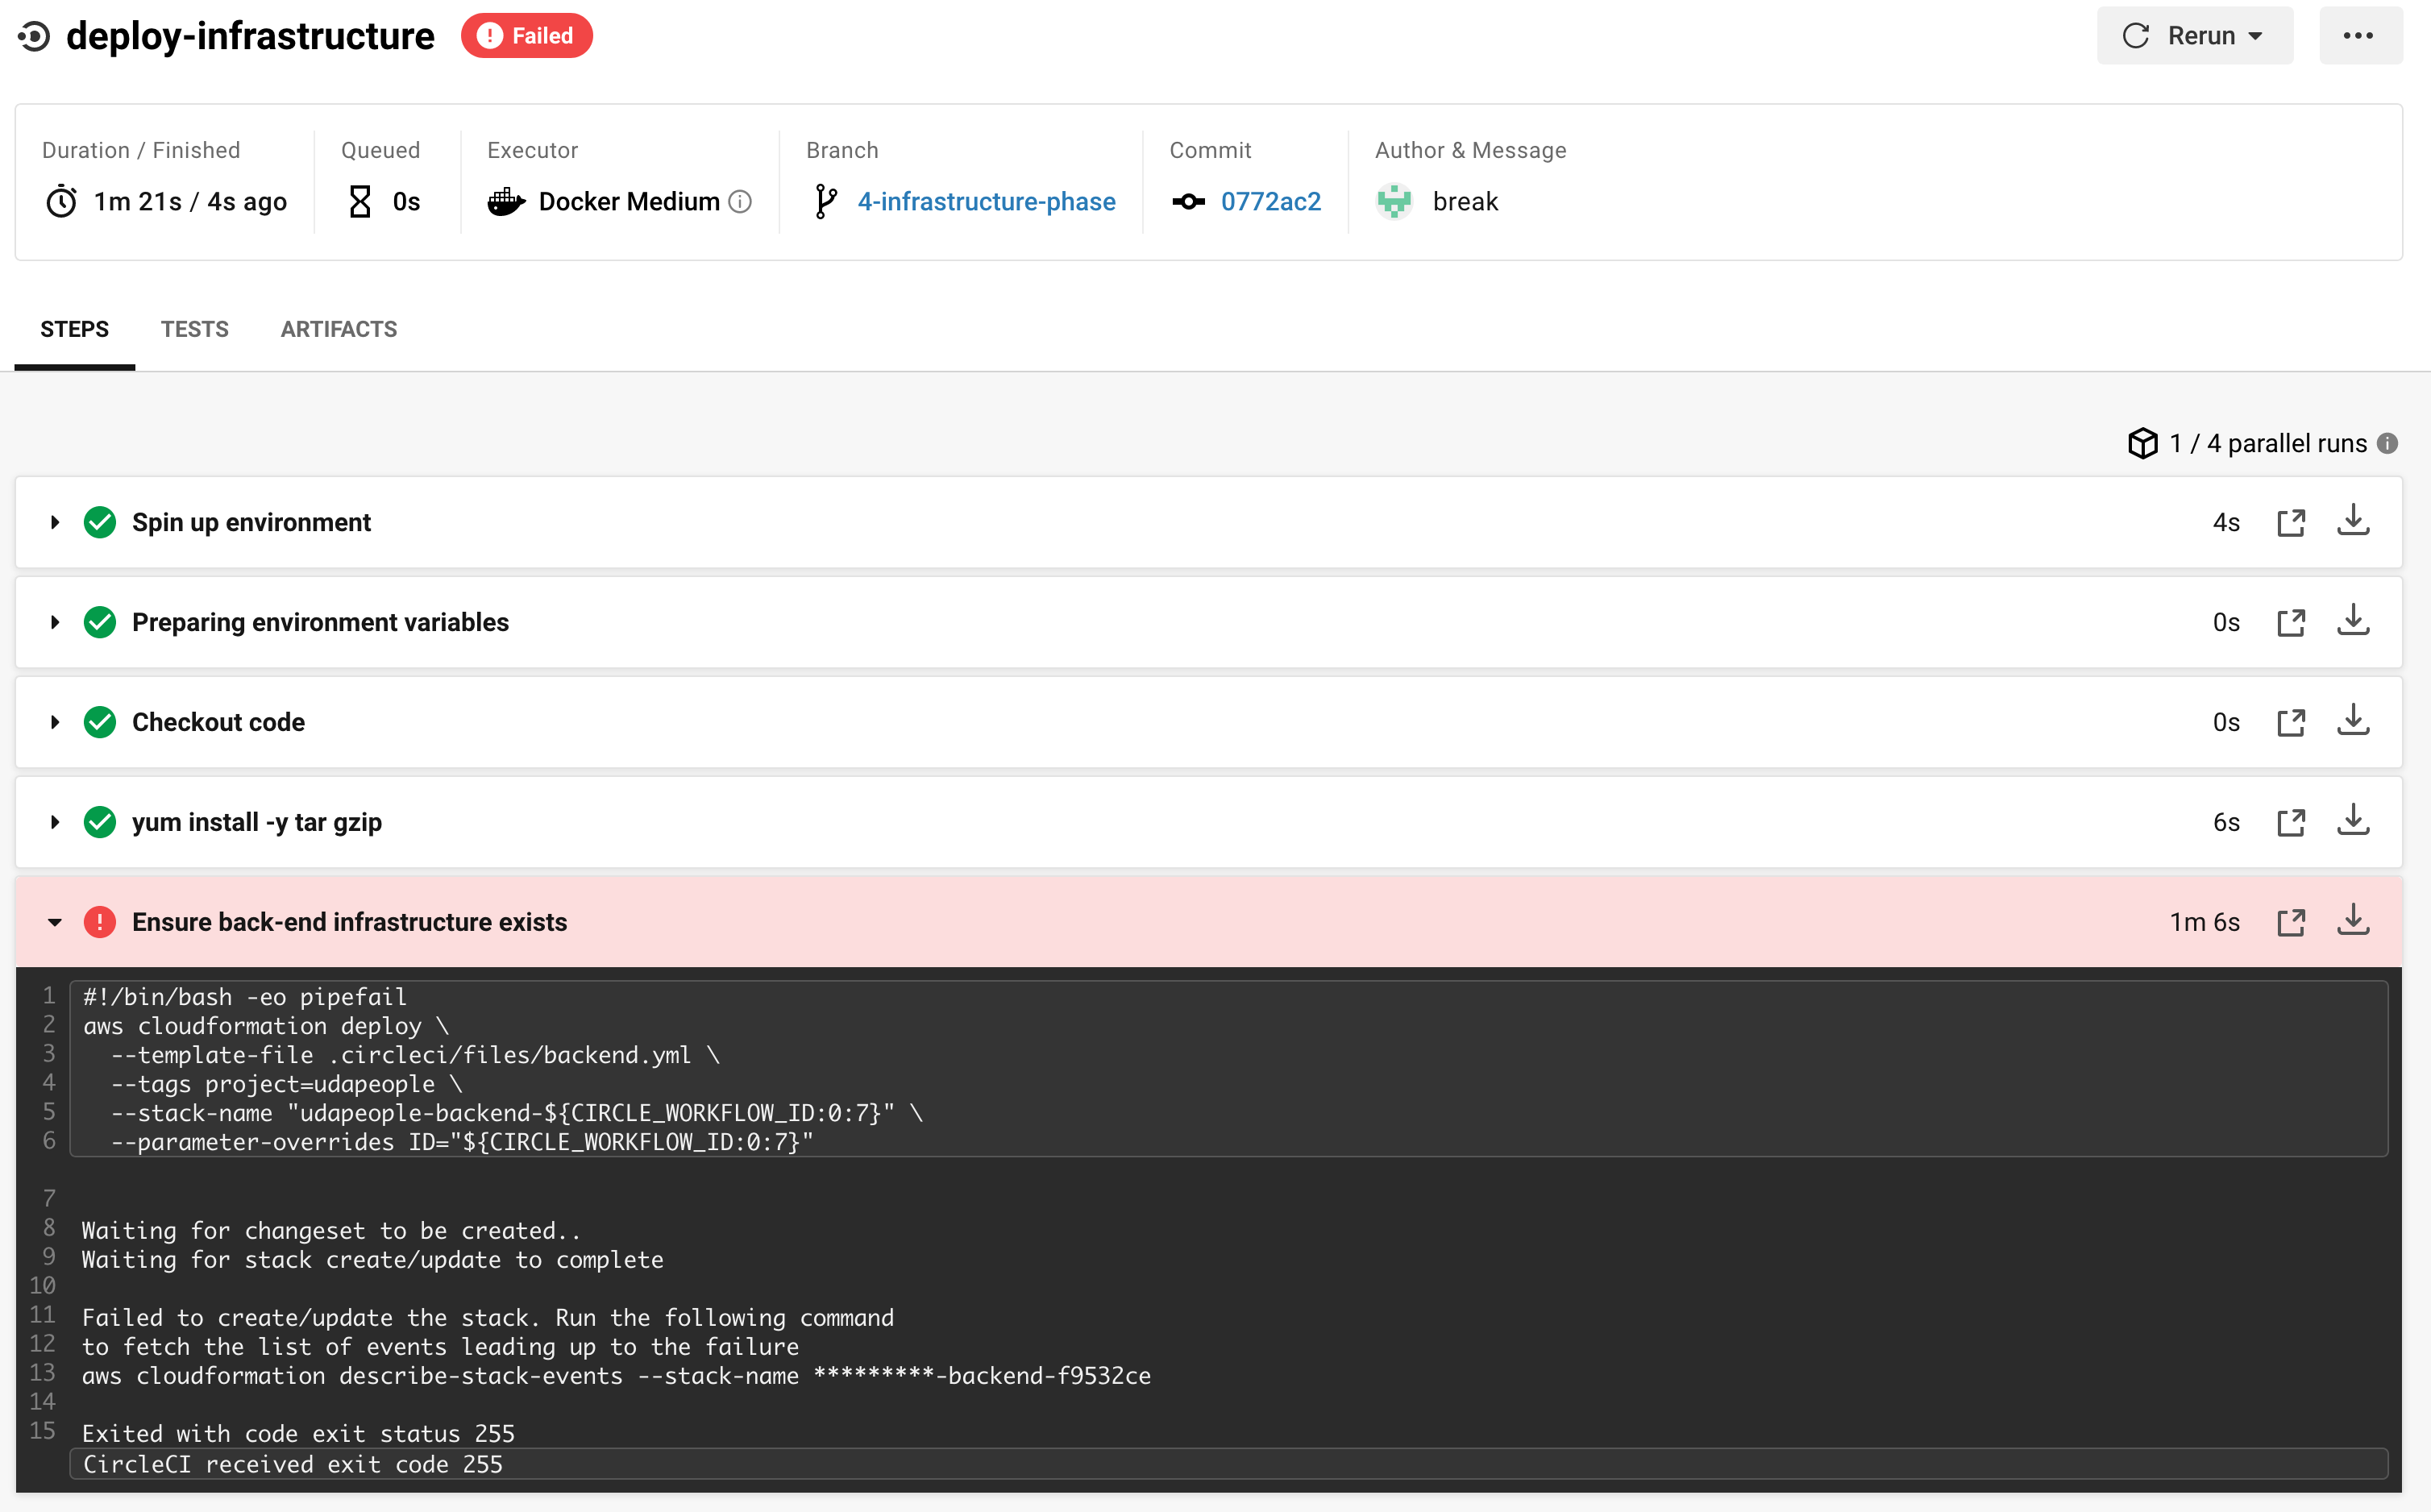 deploy-infrastructure
Failed
Rerun
Duration / Finished
1m 21s / 4s ago
Queued
0s
Executor
Docker Medium
Branch
4-infrastructure-phase
Commit
0772ac2
Author & Message
break
STEPS TESTS ARTIFACTS
1 / 4 parallel runs
Spin up environment 4s
Preparing environment variables 0s
Checkout code 0s
yum install -y tar gzip 6s
Ensure back-end infrastructure exists 1m 6s
1 #!/bin/bash -eo pipefail
2 aws cloudformation deploy \
3   --template-file .circleci/files/backend.yml \
4   --tags project=udapeople \
5   --stack-name "udapeople-backend-${CIRCLE_WORKFLOW_ID:0:7}" \
6   --parameter-overrides ID="${CIRCLE_WORKFLOW_ID:0:7}"
7
8 Waiting for changeset to be created..
9 Waiting for stack create/update to complete
10
11 Failed to create/update the stack. Run the following command
12 to fetch the list of events leading up to the failure
13 aws cloudformation describe-stack-events --stack-name *********-backend-f9532ce
14
15 Exited with code exit status 255
CircleCI received exit code 255